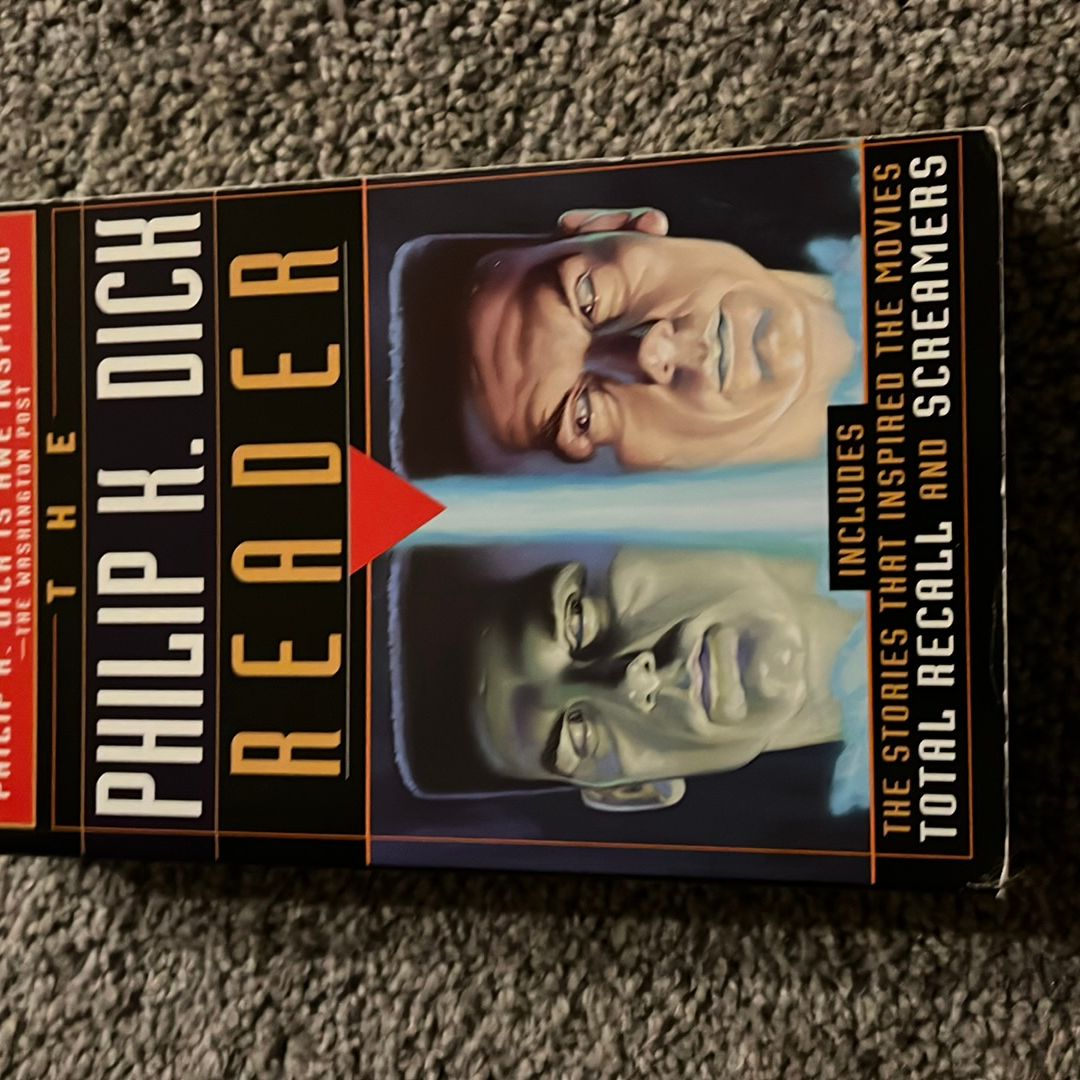 PHILIP K. DICK IS AWE INSPIRING
—THE WASHINGTON POST
THE
PHILIP K. DICK
READER
INCLUDES
THE STORIES THAT INSPIRED THE MOVIES
TOTAL RECALL AND SCREAMERS